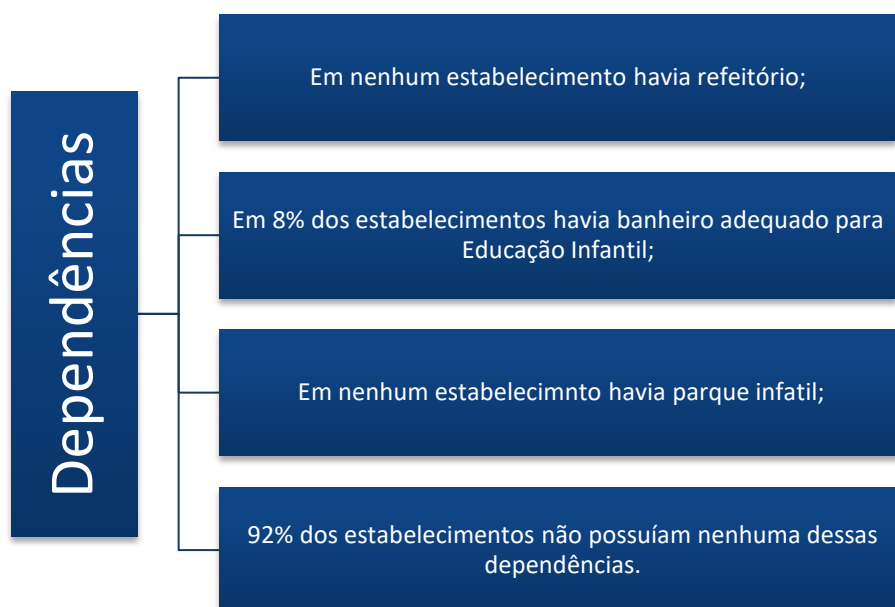 Dependências
Em nenhum estabelecimento havia refeitório;
Em 8% dos estabelecimentos havia banheiro adequado para
Educação Infantil;
Em nenhum estabelecimnto havia parque infatil;
92% dos estabelecimentos não possuíam nenhuma dessas
dependências.